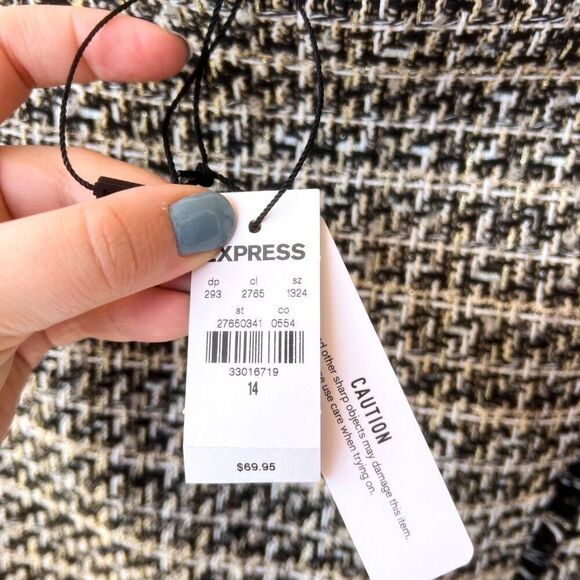 EXPRESS
dp cl sz
293 2765 1324
st co
27650341 0554
33016719
14
$69.95
CAUTION
other sharp objects may damage this item.
use care when trying on.